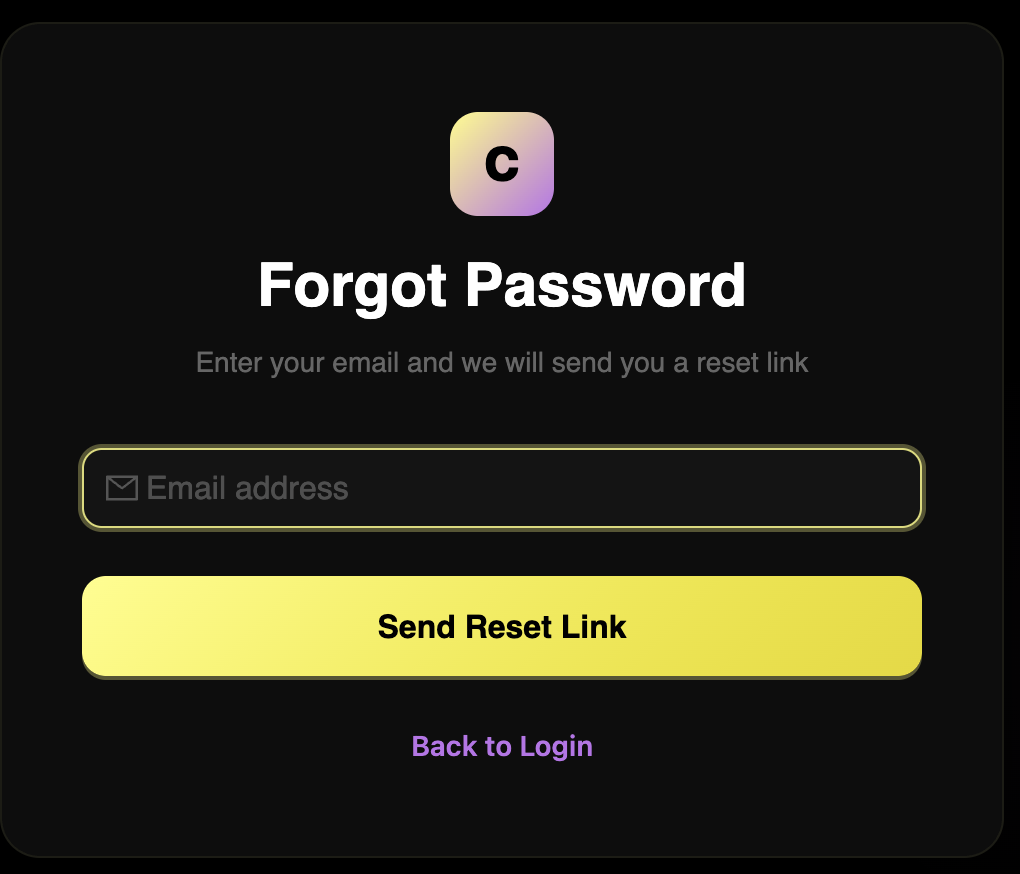 C
Forgot Password
Enter your email and we will send you a reset link
Email address
Send Reset Link
Back to Login